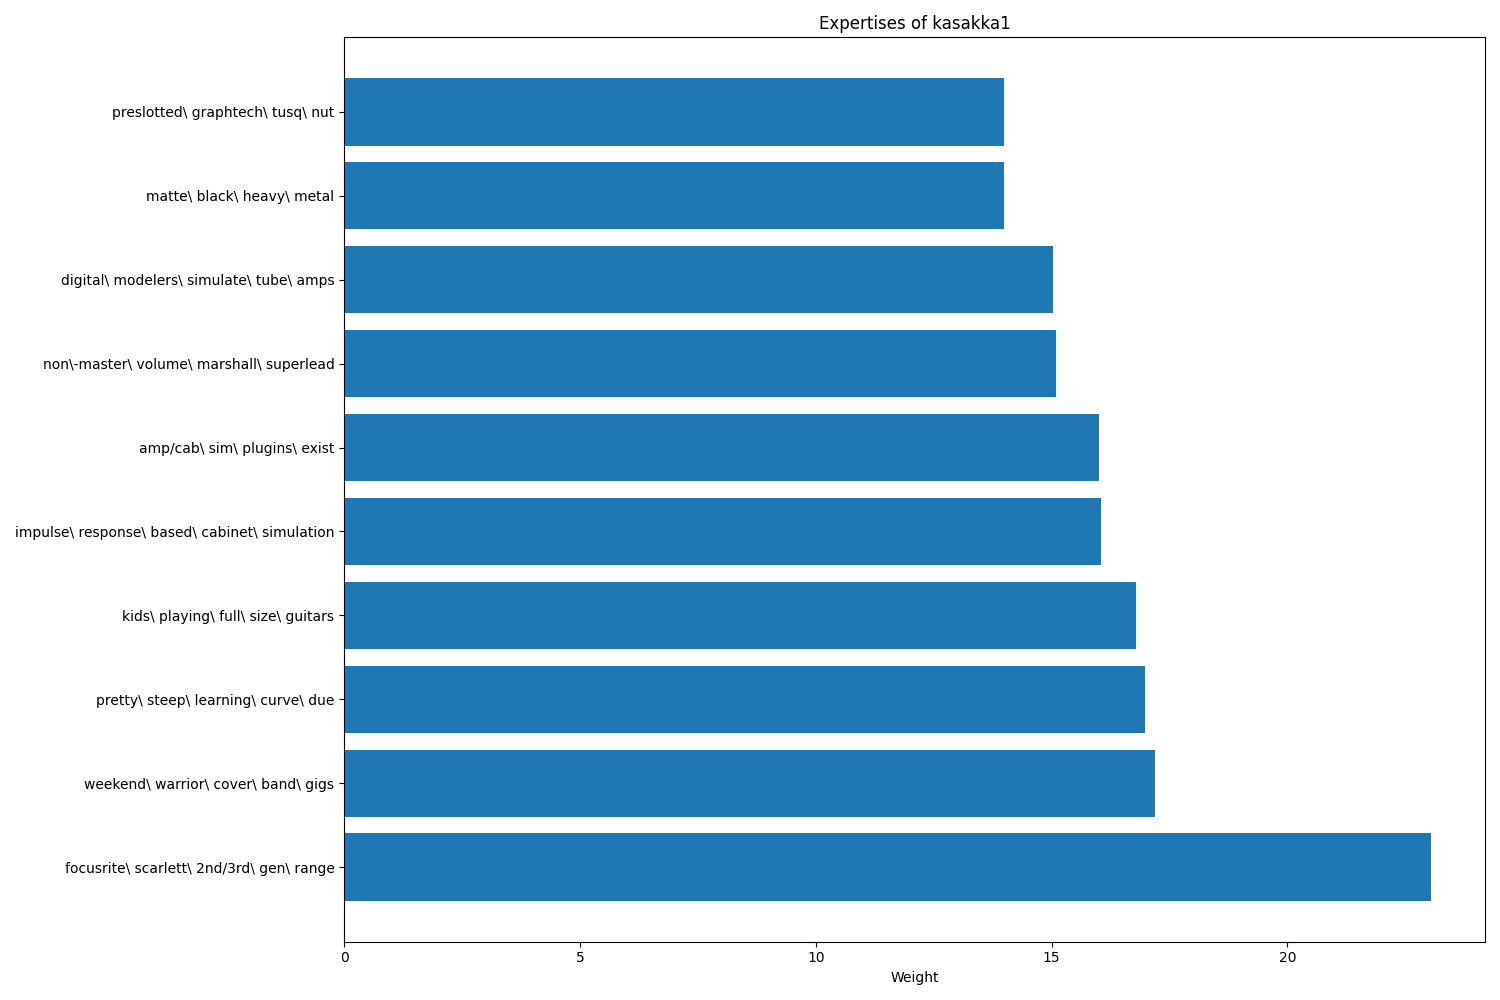 Expertises of kasakka1
preslotted\ graphtech\ tusq\ nut
matte\ black\ heavy\ metal
digital\ modelers\ simulate\ tube\ amps
non\-master\ volume\ marshall\ superlead
amp/cab\ sim\ plugins\ exist
impulse\ response\ based\ cabinet\ simulation
kids\ playing\ full\ size\ guitars
pretty\ steep\ learning\ curve\ due
weekend\ warrior\ cover\ band\ gigs
focusrite\ scarlett\ 2nd/3rd\ gen\ range
0 5 10 15 20
Weight